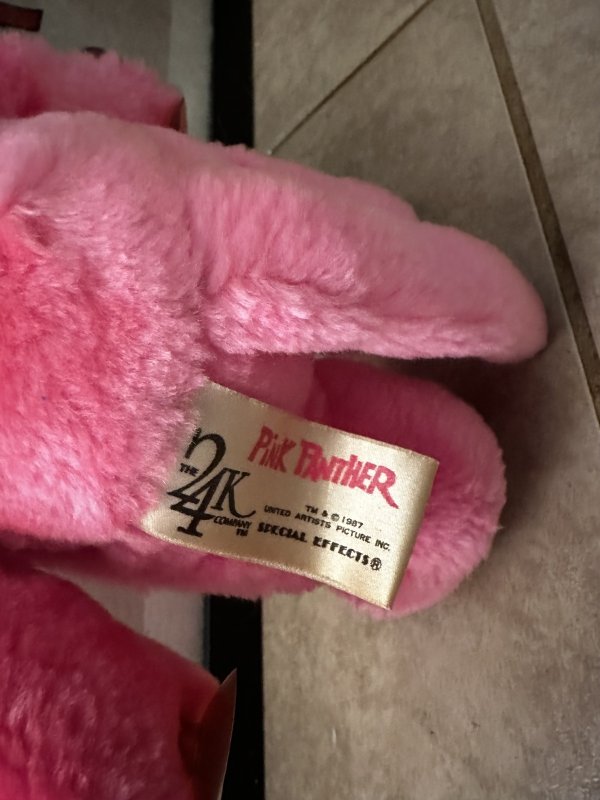 PINK PANTHER
THE
24K
COMPANY
TM
TM & © 1987
UNITED ARTISTS PICTURE INC.
SPECIAL EFFECTS®